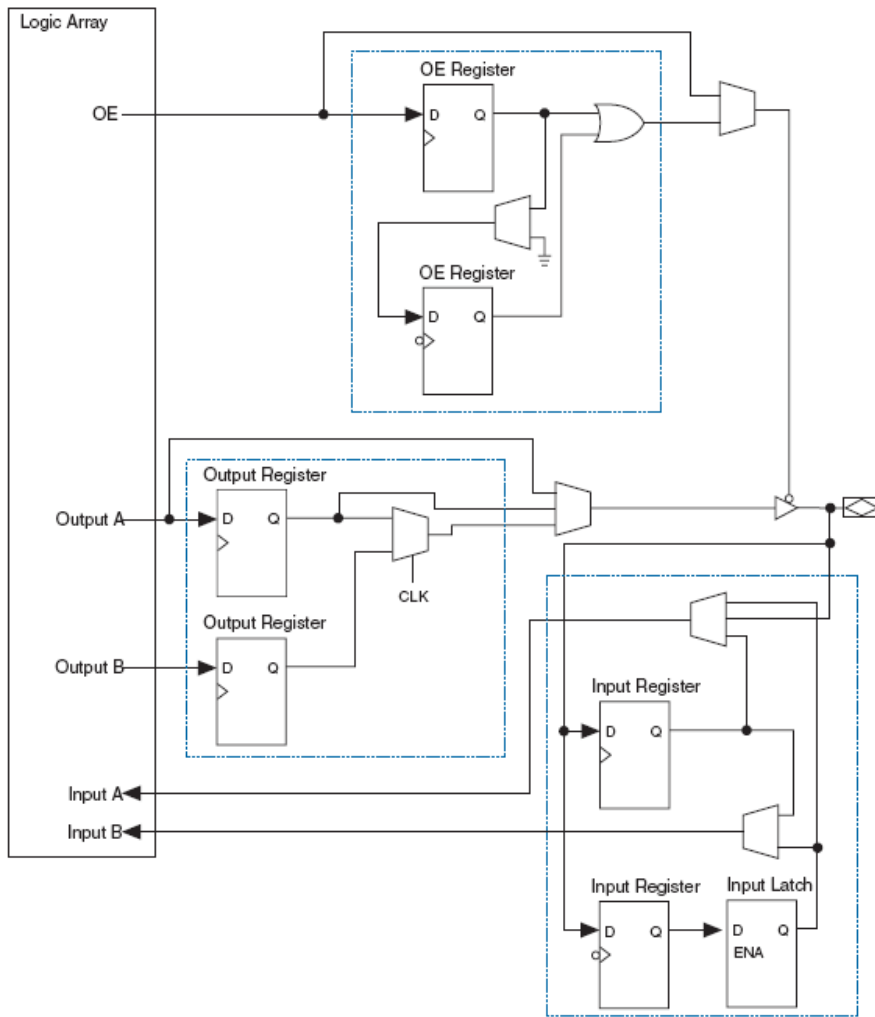 Logic Array
OE Register
OE
D
Q
OE Register
D
Q
Output Register
Output A
D
Q
CLK
Output Register
Output B
D
Q
Input Register
D
Q
Input A
Input B
Input Register
Input Latch
D
Q
D
Q
ENA